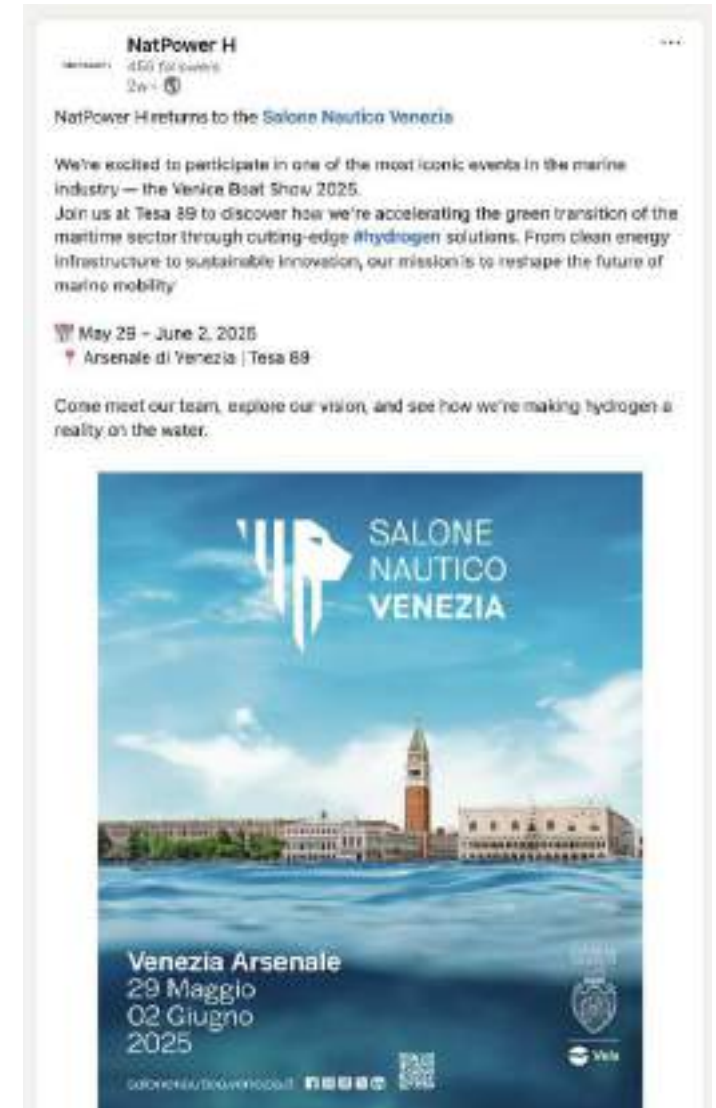 NatPower H
456 followers
2w
NatPower H returns to the Salone Nautico Venezia
We're excited to participate in one of the most iconic events in the marine
industry — the Venice Boat Show 2025.
Join us at Tesa 89 to discover how we're accelerating the green transition of the
maritime sector through cutting-edge #hydrogen solutions. From clean energy
infrastructure to sustainable innovation, our mission is to reshape the future of
marine mobility
May 29 – June 2, 2025
Arsenale di Venezia | Tesa 89
Come meet our team, explore our vision, and see how we're making hydrogen a
reality on the water.
SALONE
NAUTICO
VENEZIA
Venezia Arsenale
29 Maggio
02 Giugno
2025
Vela